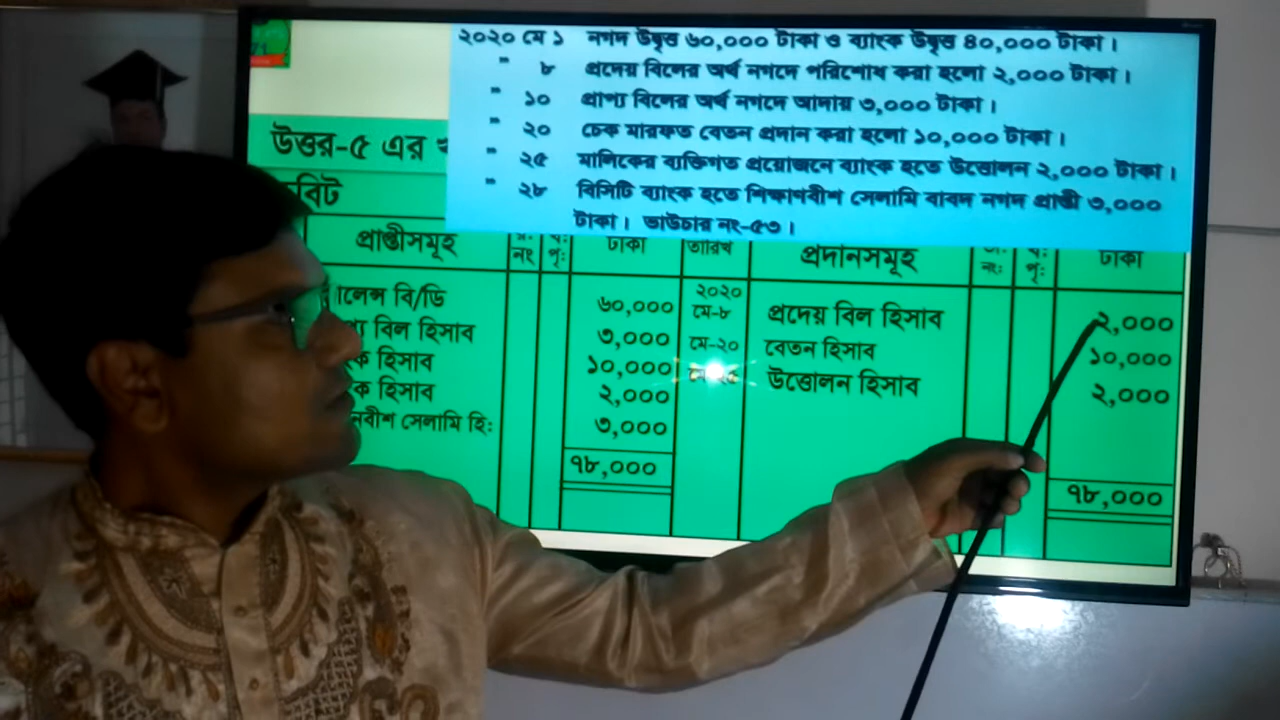 ২০২০ মে ১ নগদ উদ্বৃত্ত ৬০,০০০ টাকা ও ব্যাংক উদ্বৃত্ত ৪০,০০০ টাকা।
" ৮ প্রদেয় বিলের অর্থ নগদে পরিশোধ করা হলো ২,০০০ টাকা।
" ১০ প্রাপ্য বিলের অর্থ নগদে আদায় ৩,০০০ টাকা।
" ২০ চেক মারফত বেতন প্রদান করা হলো ১০,০০০ টাকা।
" ২৫ মালিকের ব্যক্তিগত প্রয়োজনে ব্যাংক হতে উত্তোলন ২,০০০ টাকা।
" ২৮ বিসিটি ব্যাংক হতে শিক্ষাণবীশ সেলামি বাবদ নগদ প্রাপ্তী ৩,০০০
টাকা। ভাউচার নং-৫৩।
71
উত্তর-৫ এর
বিট
প্রাপ্তীসমূহ নং পৃ: টাকা তারিখ প্রদানসমূহ নং: পৃ: টাকা
লেন্স বি/ডি ৬০,০০০ ২০২০
মে-৮ প্রদেয় বিল হিসাব ২,০০০
বিল হিসাব ৩,০০০ মে-২০ বেতন হিসাব ১০,০০০
ক হিসাব ১০,০০০ উত্তোলন হিসাব ২,০০০
ক হিসাব ২,০০০
নবীশ সেলামি হি: ৩,০০০
৭৮,০০০ ৭৮,০০০